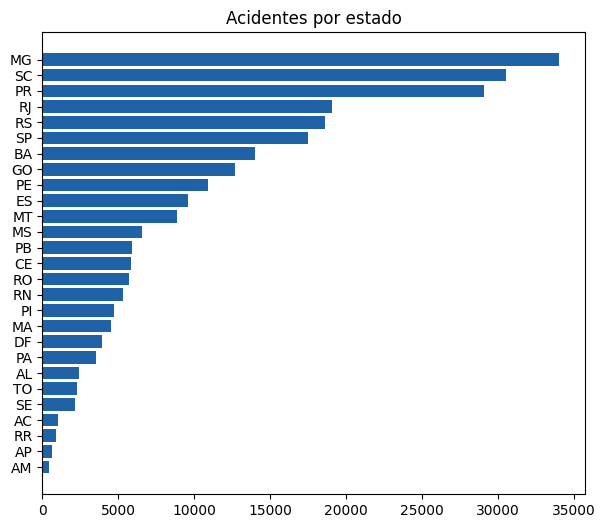 Acidentes por estado
MG
SC
PR
RJ
RS
SP
BA
GO
PE
ES
MT
MS
PB
CE
RO
RN
PI
MA
DF
PA
AL
TO
SE
AC
RR
AP
AM
0 5000 10000 15000 20000 25000 30000 35000